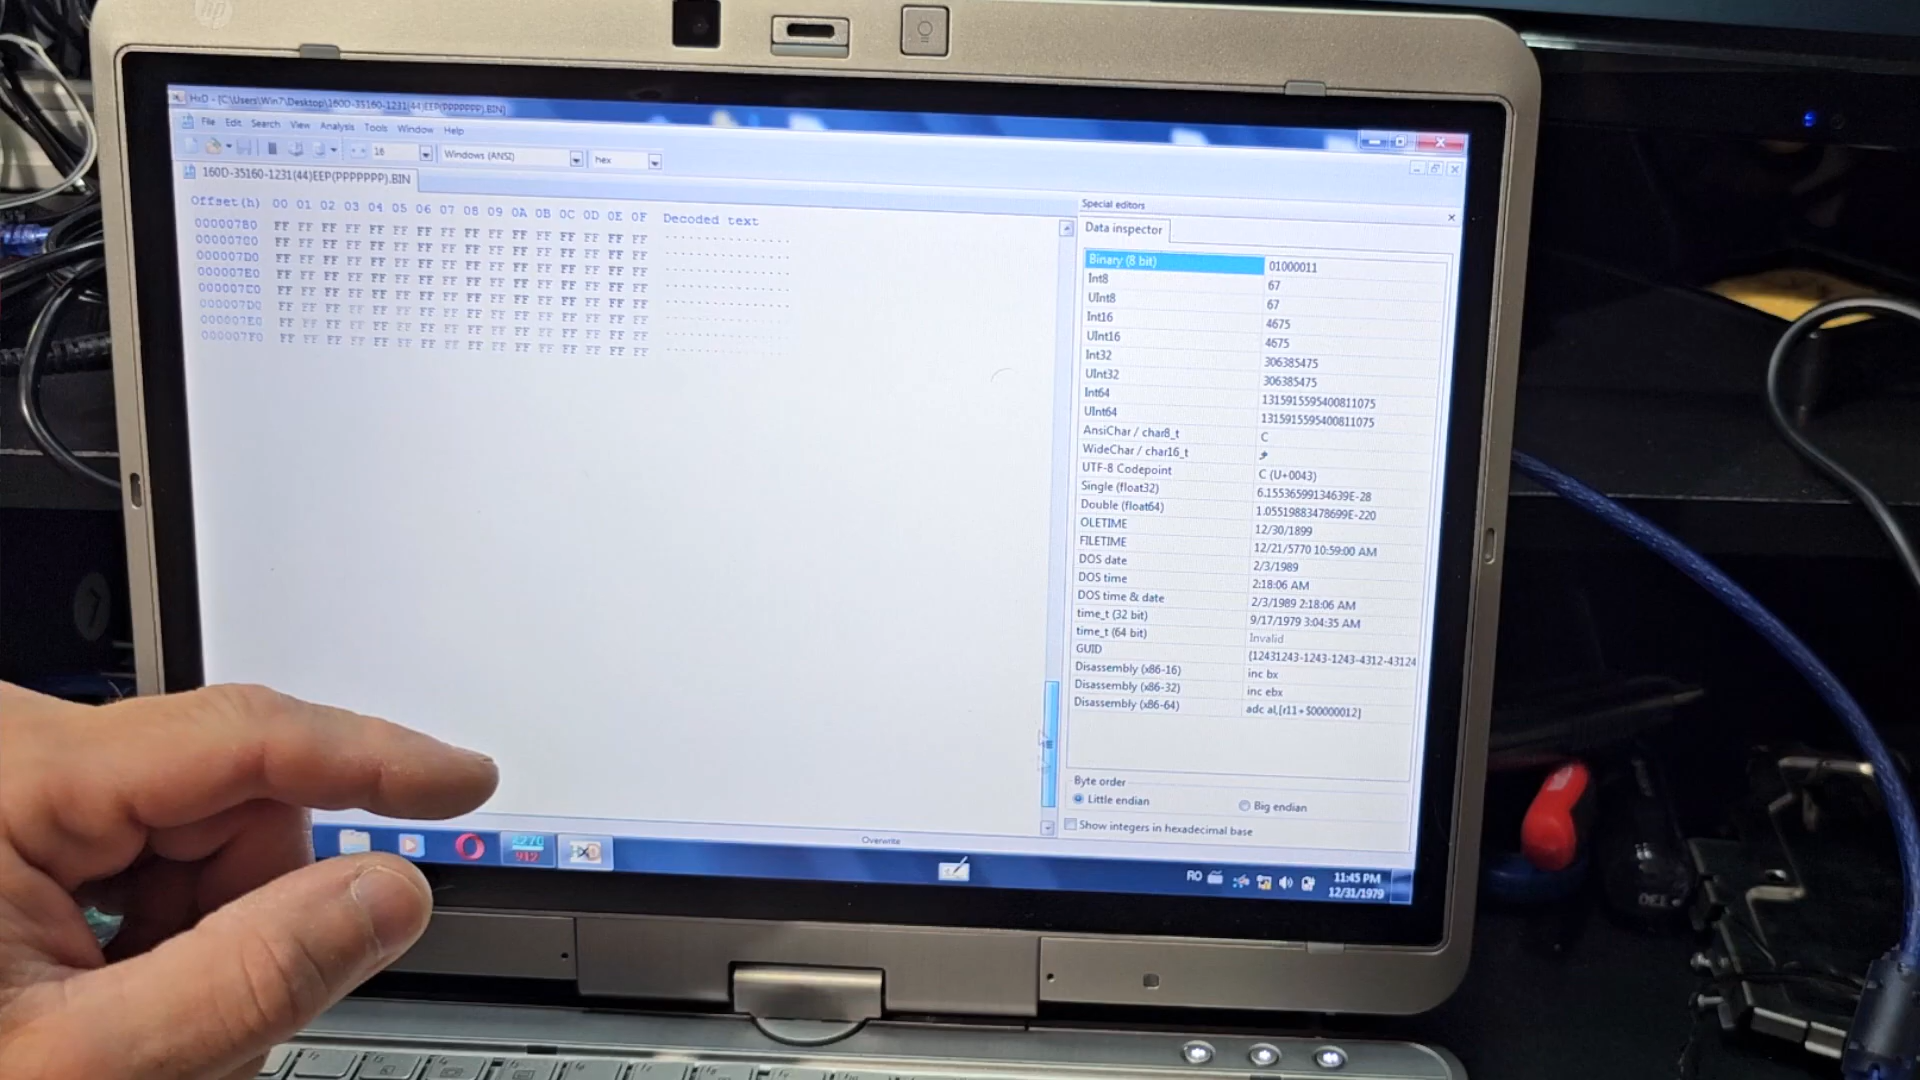 HxD - [C:\Users\Win7\Desktop\160D-35160-1231(44)EEP(PPPPPPP).BIN]
File Edit Search View Analysis Tools Window Help
16 Windows (ANSI) hex
160D-35160-1231(44)EEP(PPPPPPP).BIN
Offset(h) 00 01 02 03 04 05 06 07 08 09 0A 0B 0C 0D 0E 0F Decoded text
FF FF FF FF FF FF FF FF FF FF FF FF FF FF FF FF ................
FF FF FF FF FF FF FF FF FF FF FF FF FF FF FF FF
000007D0 FF FF FF FF FF FF FF FF FF FF FF FF FF FF FF FF ................
000007E0 FF FF FF FF FF FF FF FF FF FF FF FF FF FF FF FF ................
FF FF FF FF FF FF FF FF FF FF FF FF FF FF FF FF ................
000007D0 FF FF FF FF FF FF FF FF FF FF FF FF FF FF FF FF ................
000007E0 FF FF FF FF FF FF FF FF FF FF FF FF FF FF FF FF
000007F0 FF FF FF FF FF FF FF FF FF FF FF FF FF FF FF FF
Special editors
Data inspector
Binary (8 bit) 01000011
Int8 67
UInt8 67
Int16 4675
UInt16 4675
Int32 306385475
UInt32 306385475
Int64 1315915595400811075
UInt64 1315915595400811075
AnsiChar / char8_t C
WideChar / char16_t
UTF-8 Codepoint C (U+0043)
Single (float32) 6.15536599134639E-28
Double (float64) 1.05519883478699E-220
OLETIME 12/30/1899
FILETIME 12/21/5770 10:59:00 AM
DOS date 2/3/1989
DOS time 2:18:06 AM
DOS time & date 2/3/1989 2:18:06 AM
time_t (32 bit) 9/17/1979 3:04:35 AM
time_t (64 bit) Invalid
GUID {12431243-1243-1243-4312-43124
Disassembly (x86-16) inc bx
Disassembly (x86-32) inc ebx
Disassembly (x86-64) adc al,[r11+$00000012]
Byte order
Little endian Big endian
Show integers in hexadecimal base
Overwrite
912
HxD
RO
11:45 PM
12/31/1979
hp